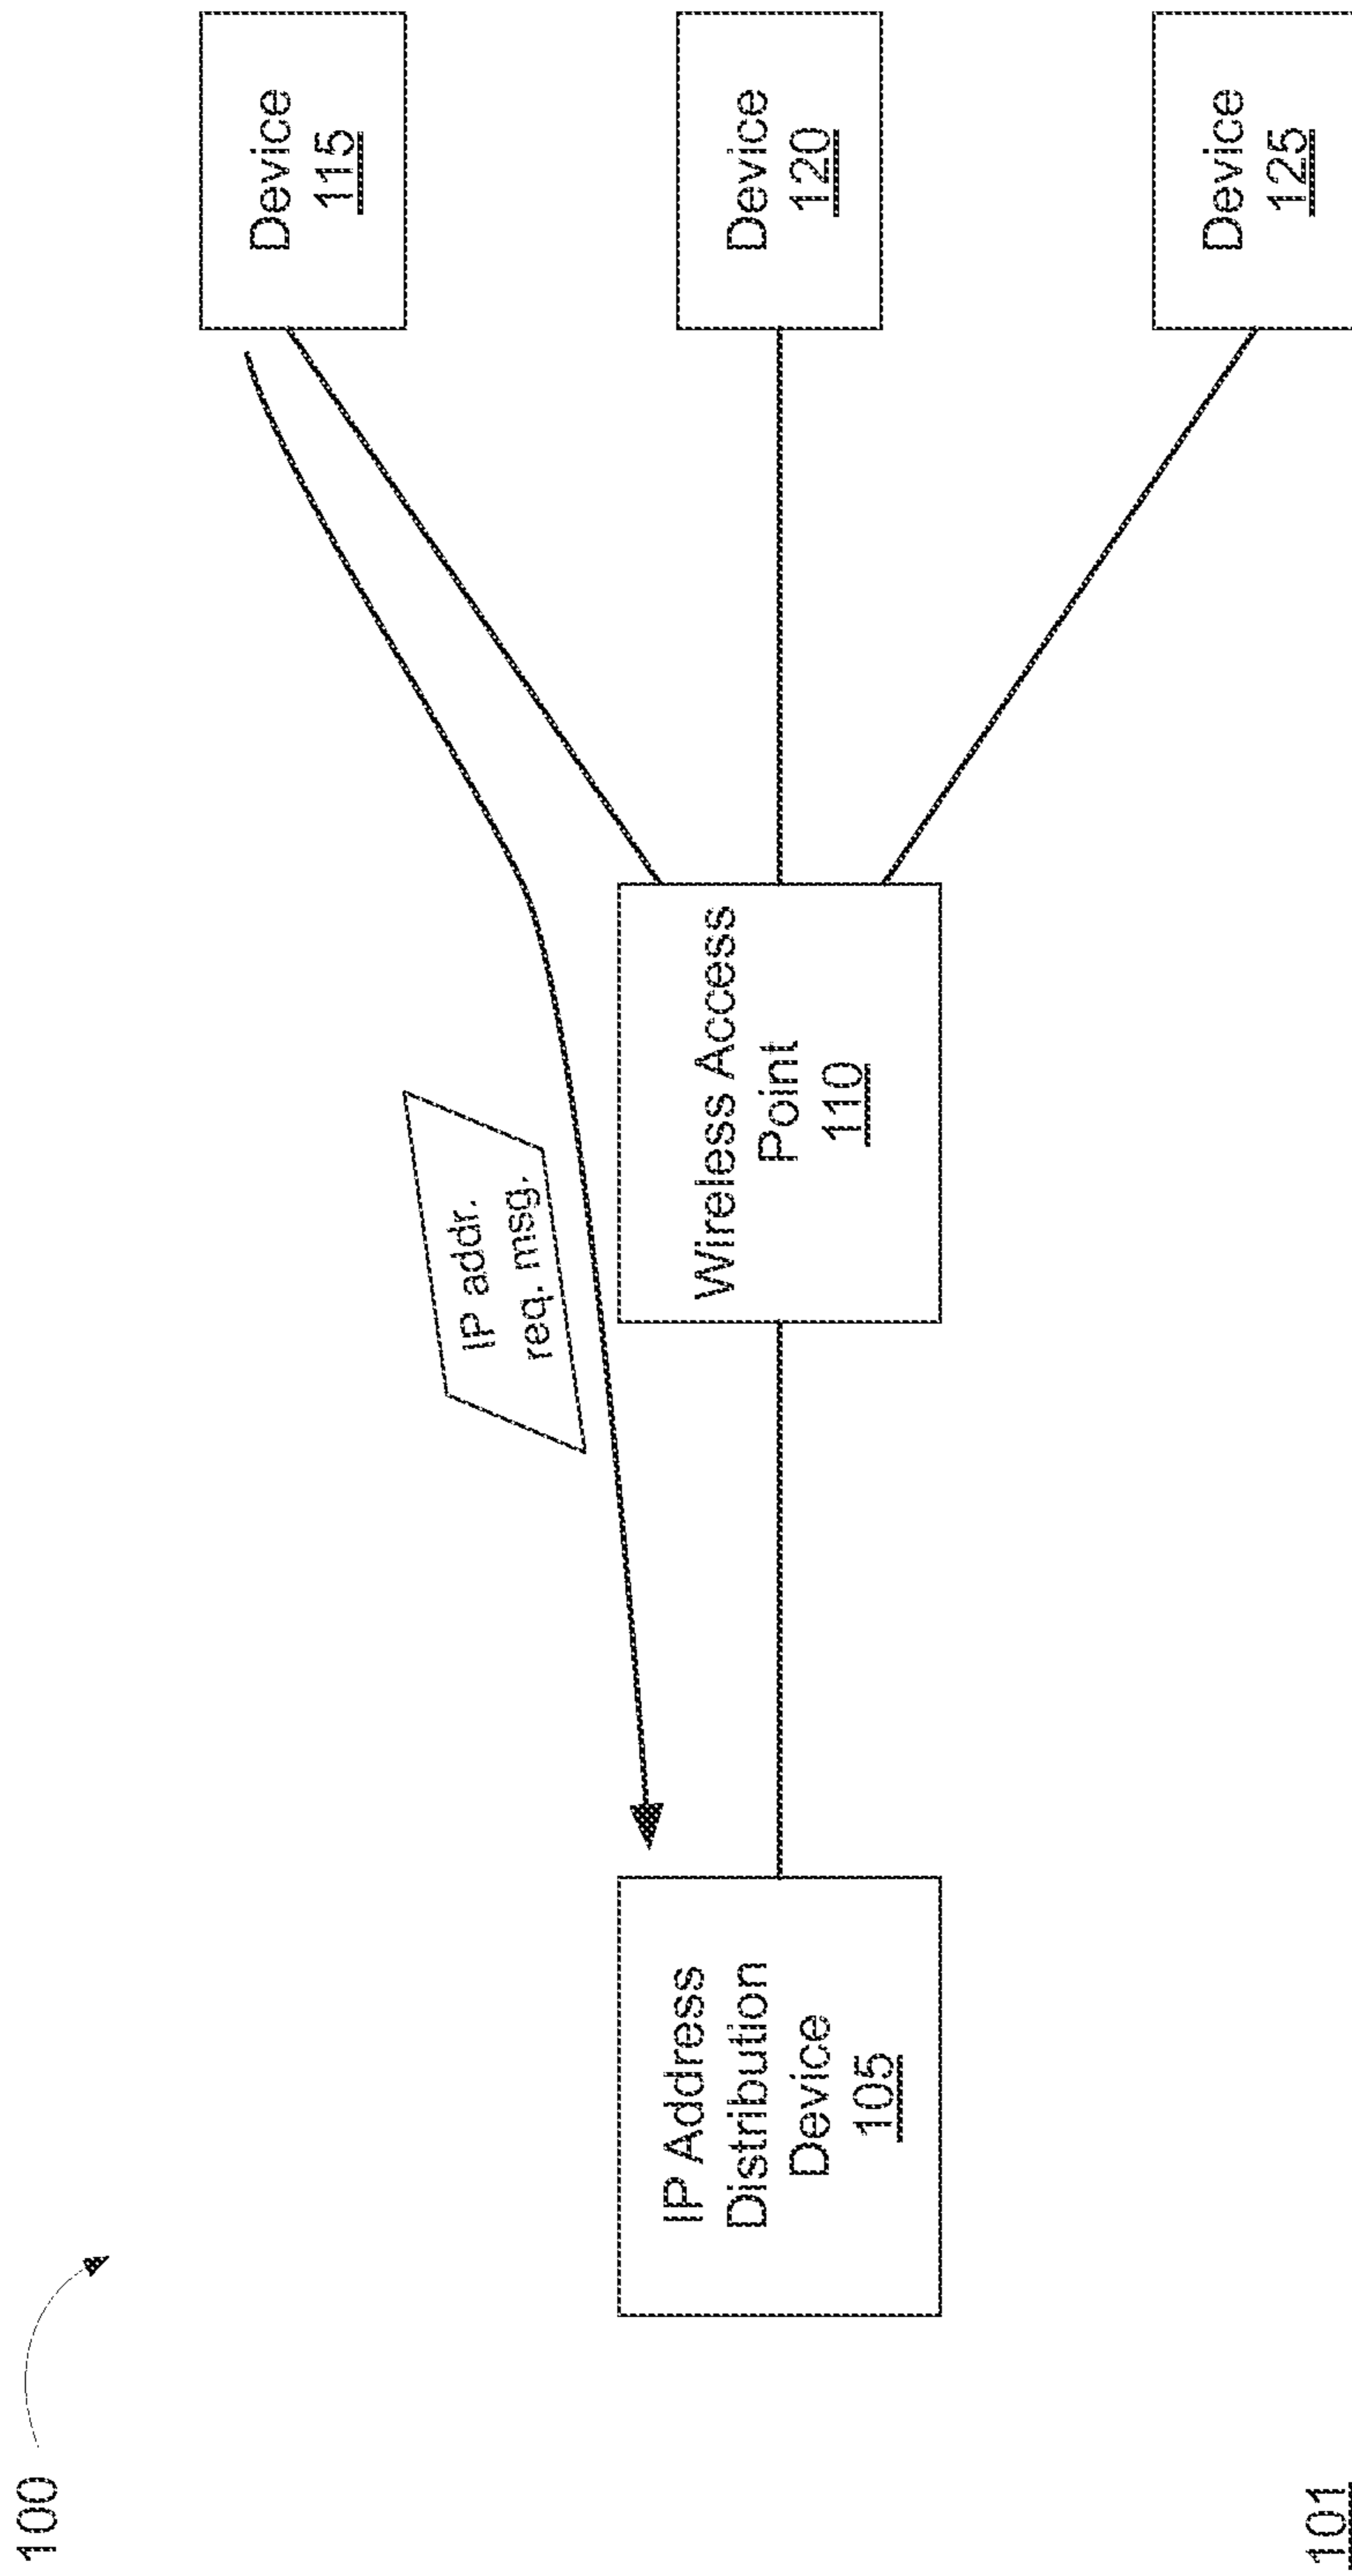 100
IP Address
Distribution
Device
105
IP addr.
req. msg.
Wireless Access
Point
110
Device
115
Device
120
Device
125
101